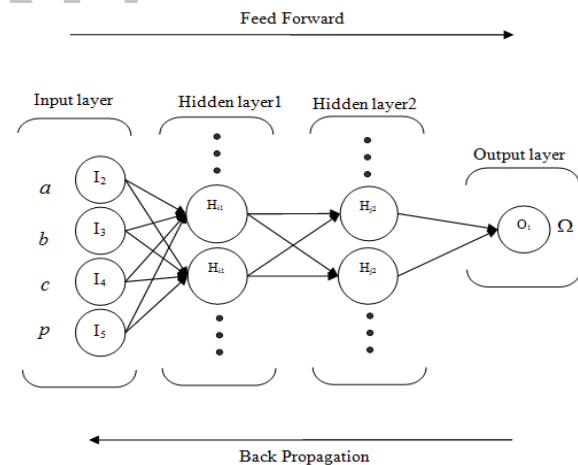 Feed Forward
Input layer
Hidden layer1
Hidden layer2
Output layer
a
I₂
b
I₃
c
I₄
p
I₅
Hᵢ₁
Hᵢ₁
Hⱼ₂
Hⱼ₂
O₁
Ω
Back Propagation